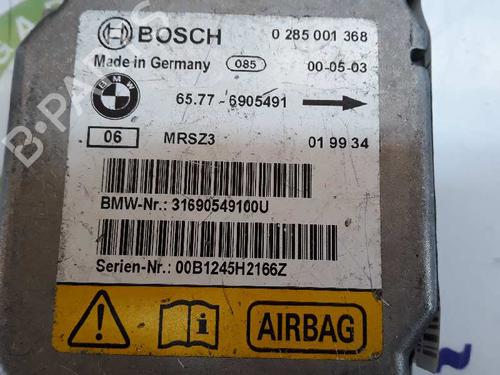 BOSCH 0 285 001 368
Made in Germany 085 00-05-03
BMW
65.77 - 6905491
06 MRSZ3 01 99 34
BMW-Nr.: 31690549100U
Serien-Nr.: 00B1245H2166Z
AIRBAG
B-PARTS